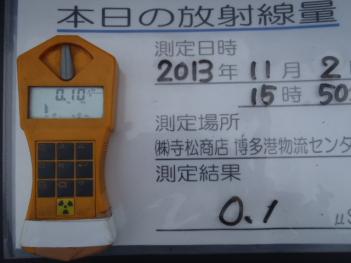 本日の放射線量
測定日時
2013年 11月 2
15時 50
測定場所
㈱寺松商店 博多港物流センタ
測定結果
0.1 μS
0.10